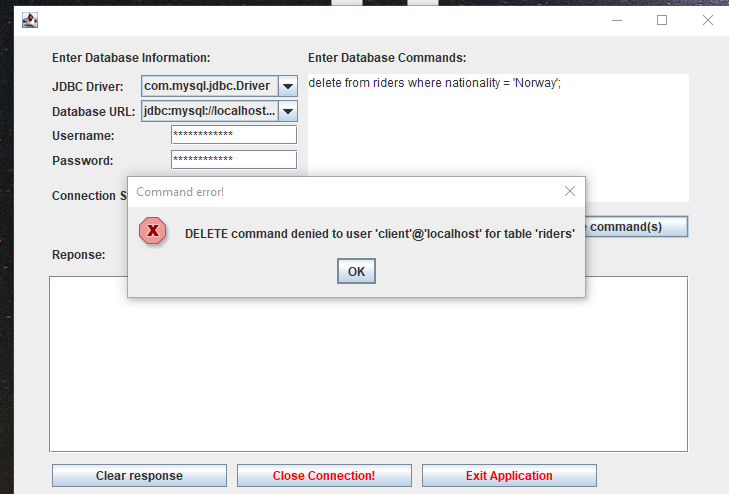 Enter Database Information:
Enter Database Commands:
JDBC Driver: com.mysql.jdbc.Driver
delete from riders where nationality = 'Norway';
Database URL: jdbc:mysql://localhost...
Username: ************
Password: ************
Connection S
Command error!
DELETE command denied to user 'client'@'localhost' for table 'riders'
OK
command(s)
Reponse:
Clear response
Close Connection!
Exit Application